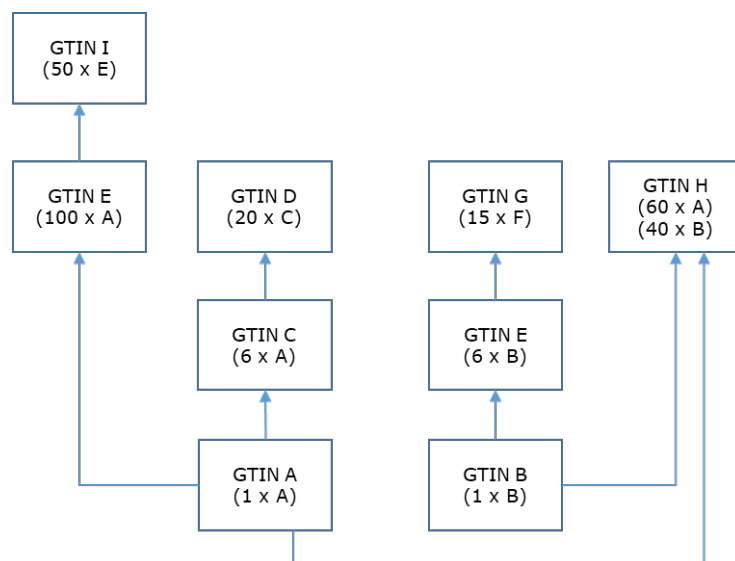 GTIN I
(50 x E)
GTIN E
(100 x A)
GTIN D
(20 x C)
GTIN G
(15 x F)
GTIN H
(60 x A)
(40 x B)
GTIN C
(6 x A)
GTIN E
(6 x B)
GTIN A
(1 x A)
GTIN B
(1 x B)